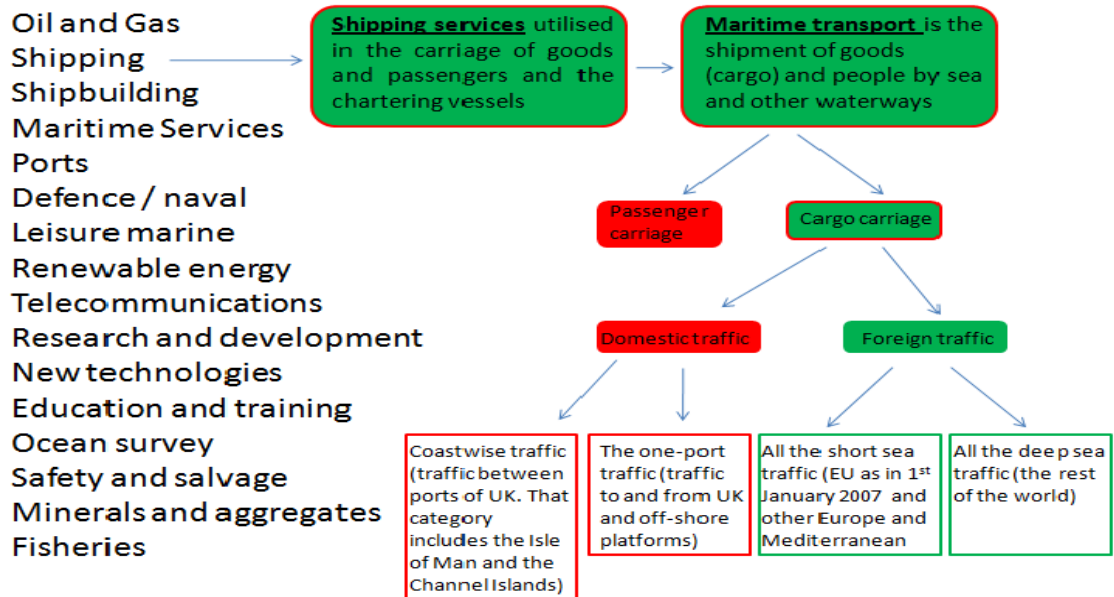 Oil and Gas
Shipping
Shipbuilding
Maritime Services
Ports
Defence / naval
Leisure marine
Renewable energy
Telecommunications
Research and development
New technologies
Education and training
Ocean survey
Safety and salvage
Minerals and aggregates
Fisheries
Shipping services utilised
in the carriage of goods
and passengers and the
chartering vessels
Maritime transport is the
shipment of goods
(cargo) and people by sea
and other waterways
Passenger
carriage
Cargo carriage
Domestic traffic
Foreign traffic
Coastwise traffic
(traffic between
ports of UK. That
category
includes the Isle
of Man and the
Channel Islands)
The one-port
traffic (traffic
to and from UK
and off-shore
platforms)
All the short sea
traffic (EU as in 1st
January 2007 and
other Europe and
Mediterranean
All the deep sea
traffic (the rest
of the world)